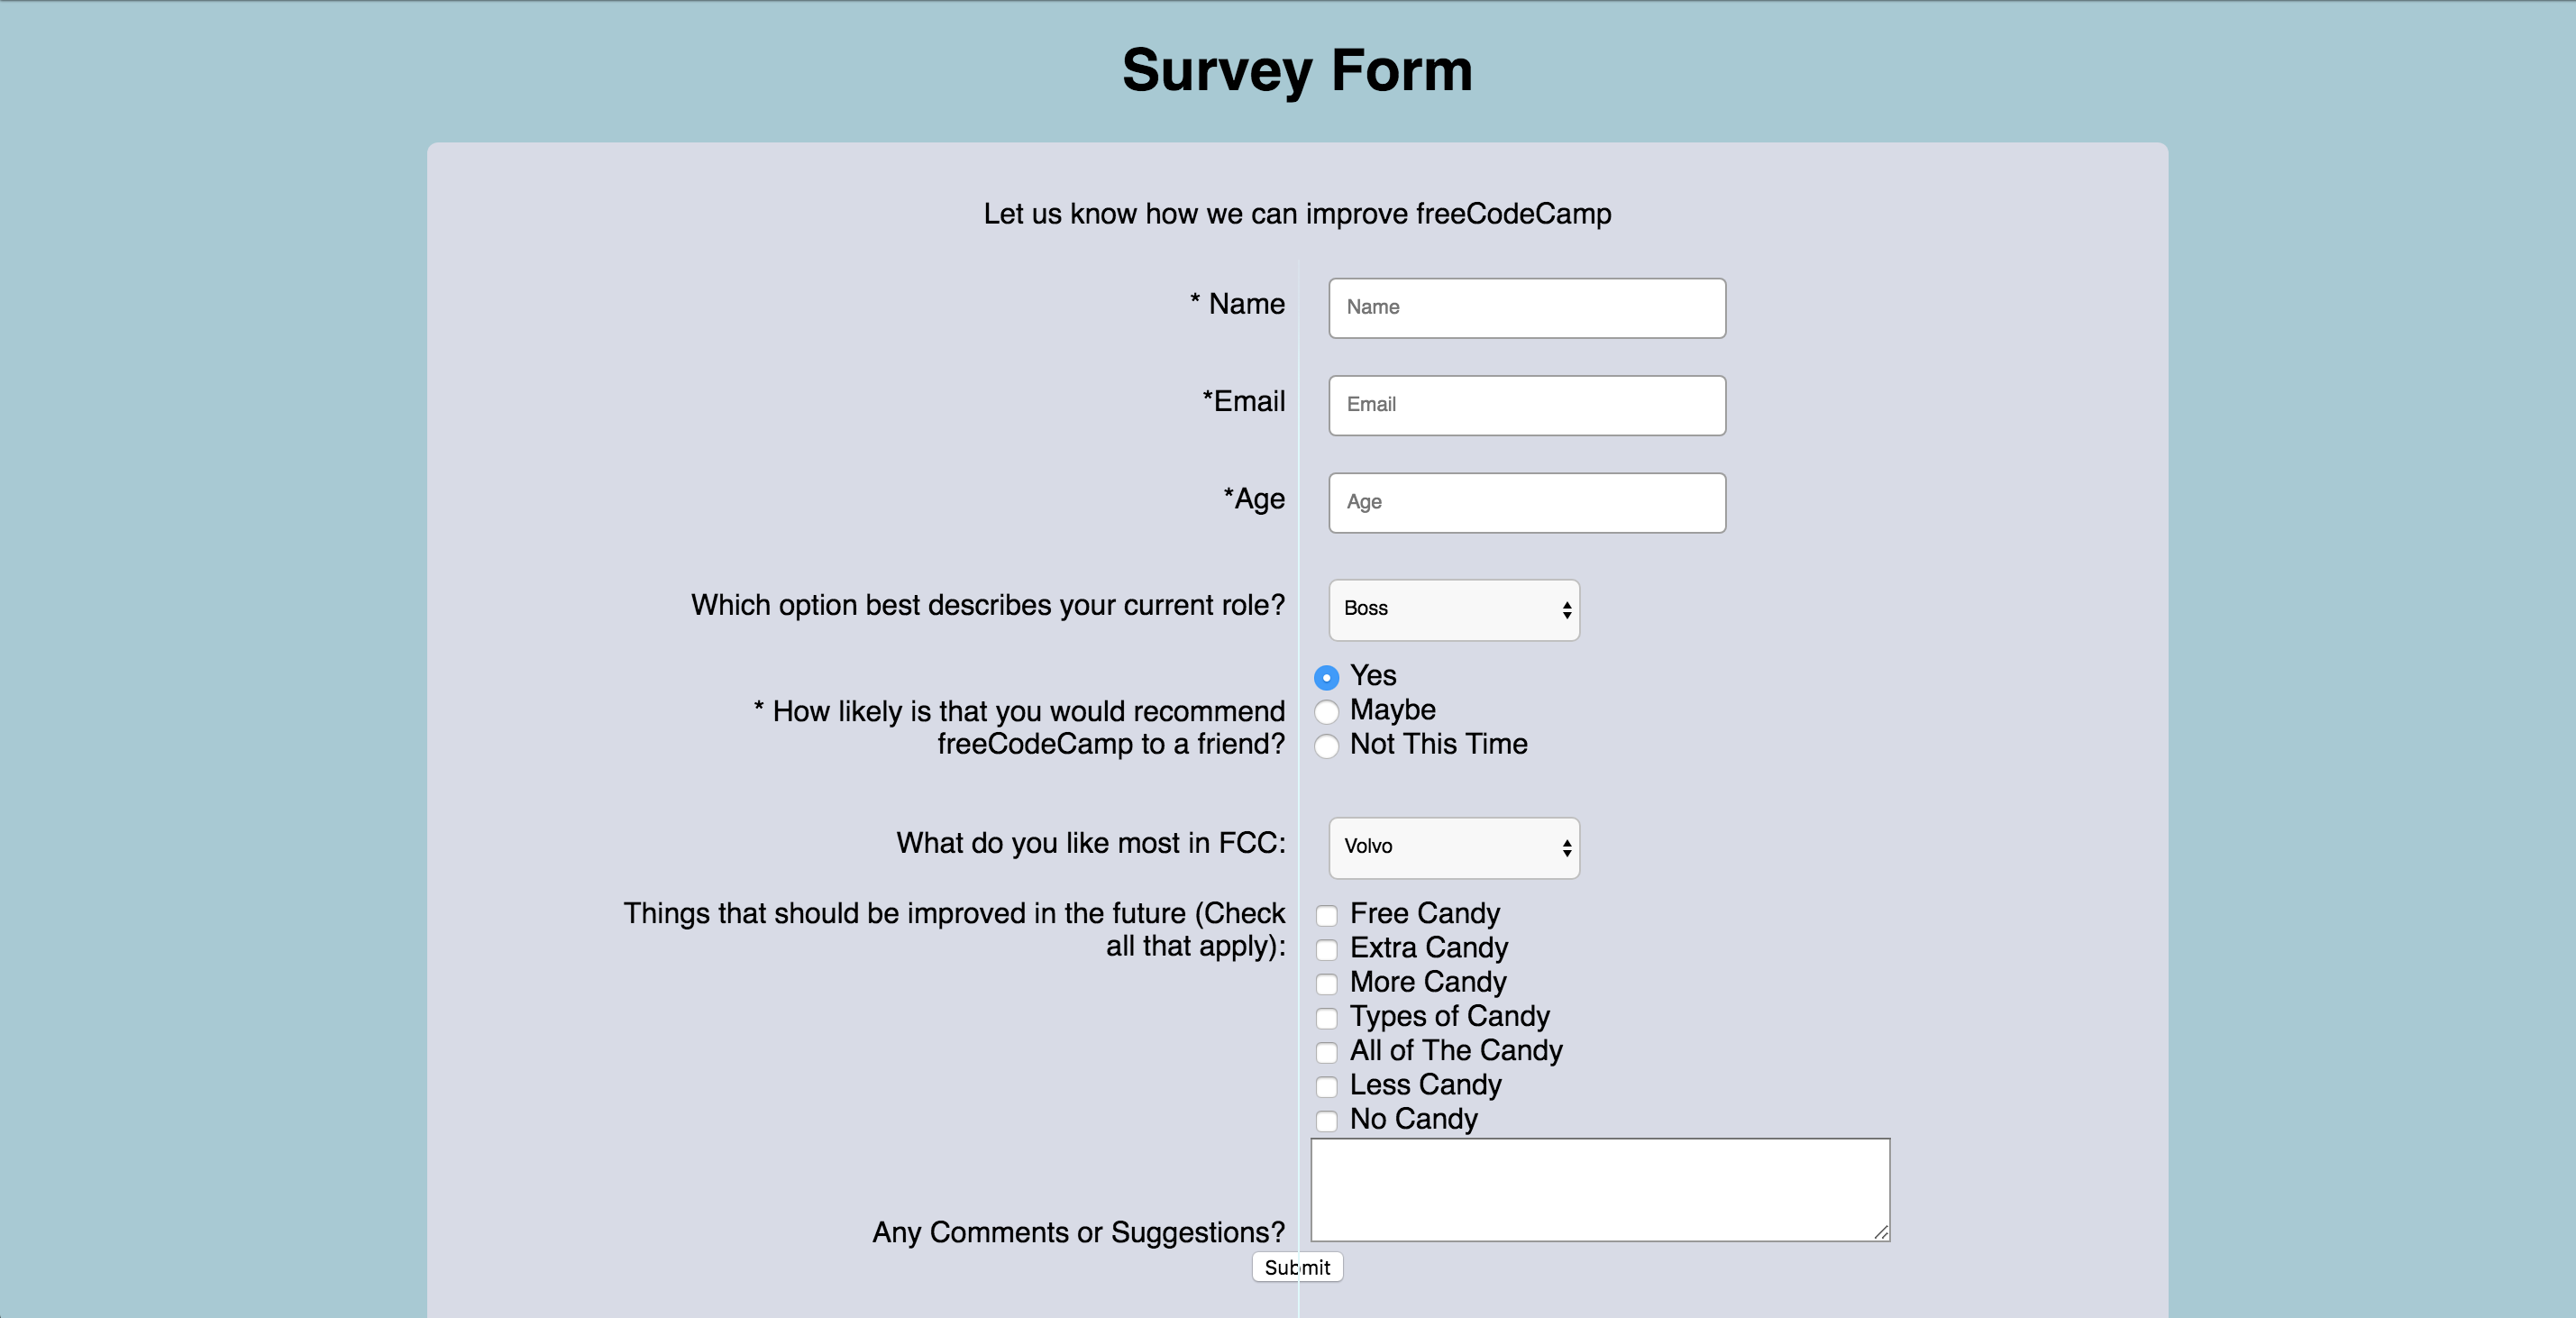 Survey Form
Let us know how we can improve freeCodeCamp
* Name
Name
*Email
Email
*Age
Age
Which option best describes your current role?
Boss
* How likely is that you would recommend
freeCodeCamp to a friend?
Yes
Maybe
Not This Time
What do you like most in FCC:
Volvo
Things that should be improved in the future (Check
all that apply):
Free Candy
Extra Candy
More Candy
Types of Candy
All of The Candy
Less Candy
No Candy
Any Comments or Suggestions?
Submit